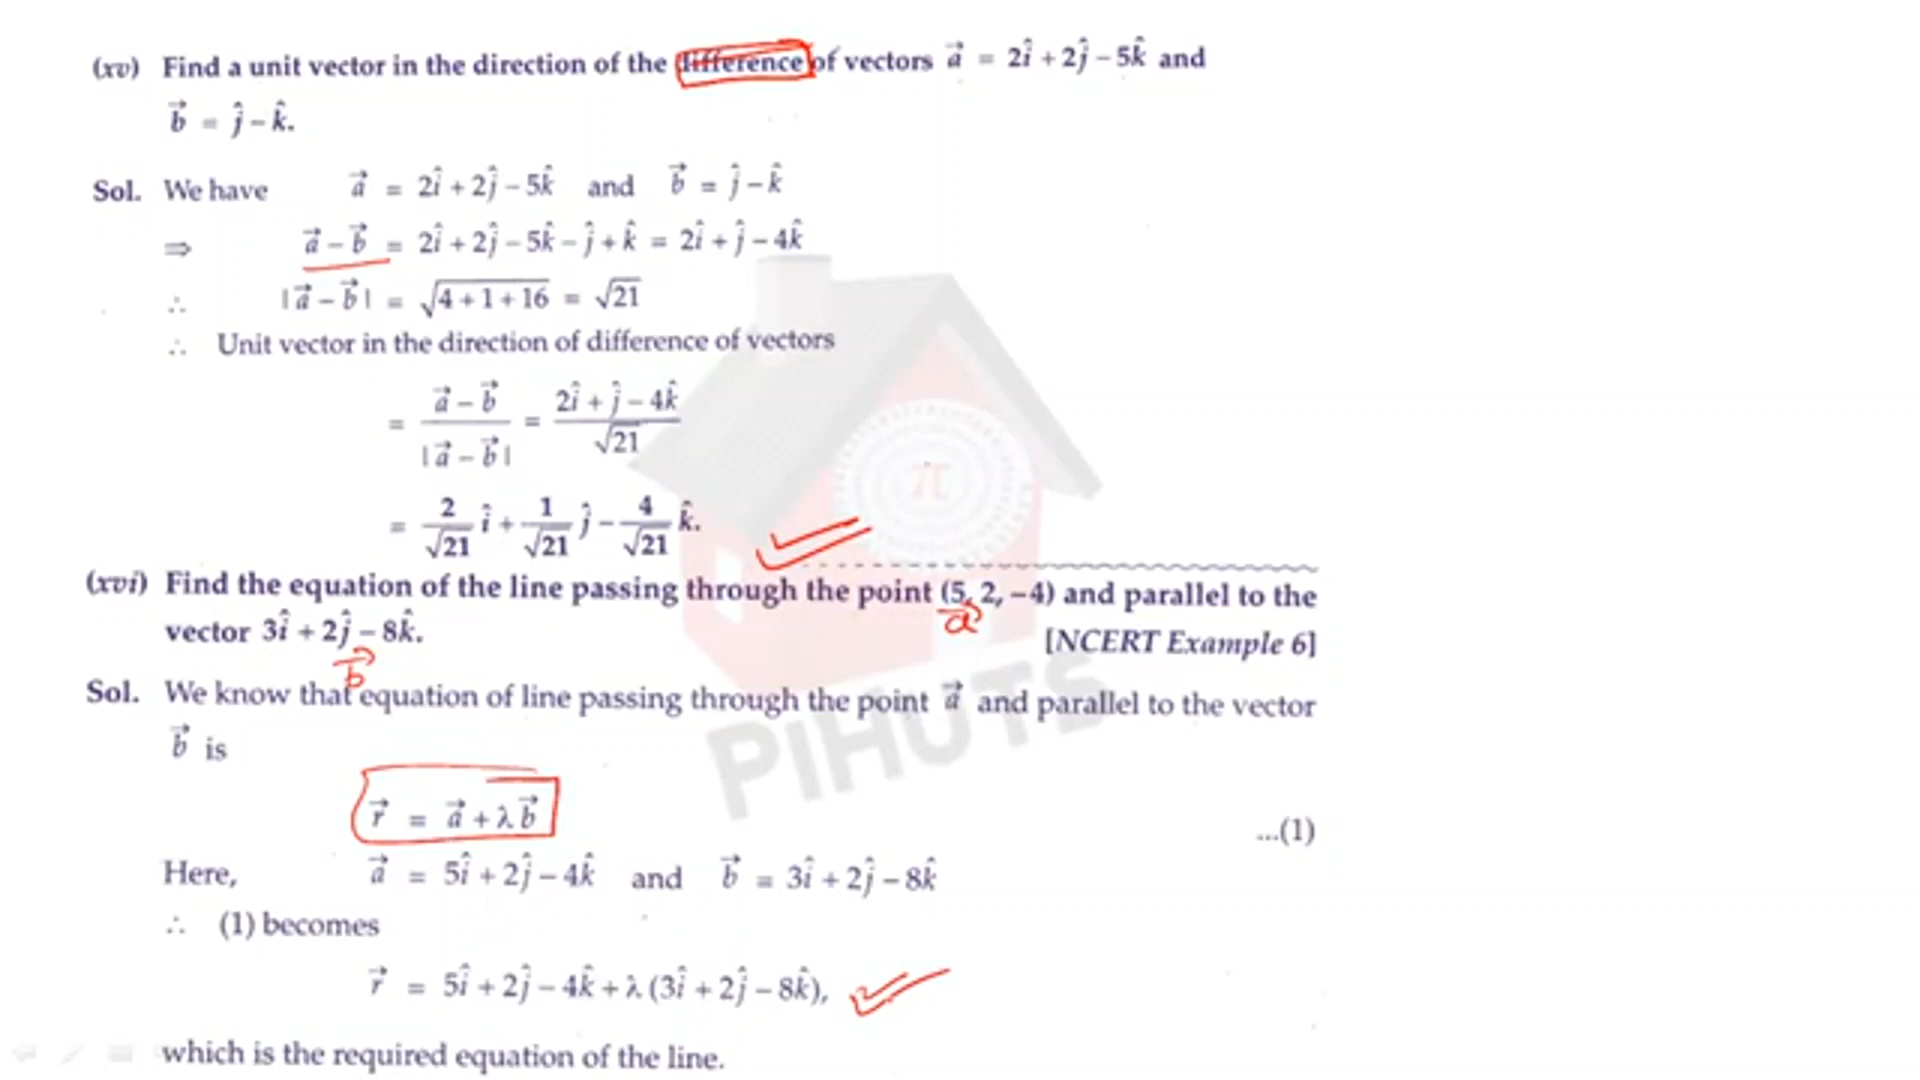 (xv) Find a unit vector in the direction of the difference of vectors a⃗ = 2î + 2ĵ − 5k̂ and
b⃗ = ĵ − k̂.
Sol. We have a⃗ = 2î + 2ĵ − 5k̂ and b⃗ = ĵ − k̂
⇒ a⃗ − b⃗ = 2î + 2ĵ − 5k̂ − ĵ + k̂ = 2î + ĵ − 4k̂
∴ |a⃗ − b⃗| = √(4 + 1 + 16) = √21
∴ Unit vector in the direction of difference of vectors
= (a⃗ − b⃗)/|a⃗ − b⃗| = (2î + ĵ − 4k̂)/√21
= 2/√21 î + 1/√21 ĵ − 4/√21 k̂.
π
(xvi) Find the equation of the line passing through the point (5, 2, −4) and parallel to the
a⃗
vector 3î + 2ĵ − 8k̂. [NCERT Example 6]
b⃗
Sol. We know that equation of line passing through the point a⃗ and parallel to the vector
b⃗ is
PIHUTS
r⃗ = a⃗ + λb⃗ ...(1)
Here, a⃗ = 5î + 2ĵ − 4k̂ and b⃗ = 3î + 2ĵ − 8k̂
∴ (1) becomes
r⃗ = 5î + 2ĵ − 4k̂ + λ (3î + 2ĵ − 8k̂),
which is the required equation of the line.